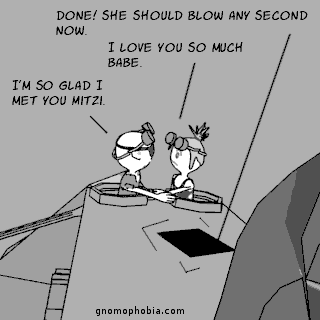 DONE! SHE SHOULD BLOW ANY SECOND
NOW.
I LOVE YOU SO MUCH
BABE.
I'M SO GLAD I
MET YOU MITZI.
gnomophobia.com